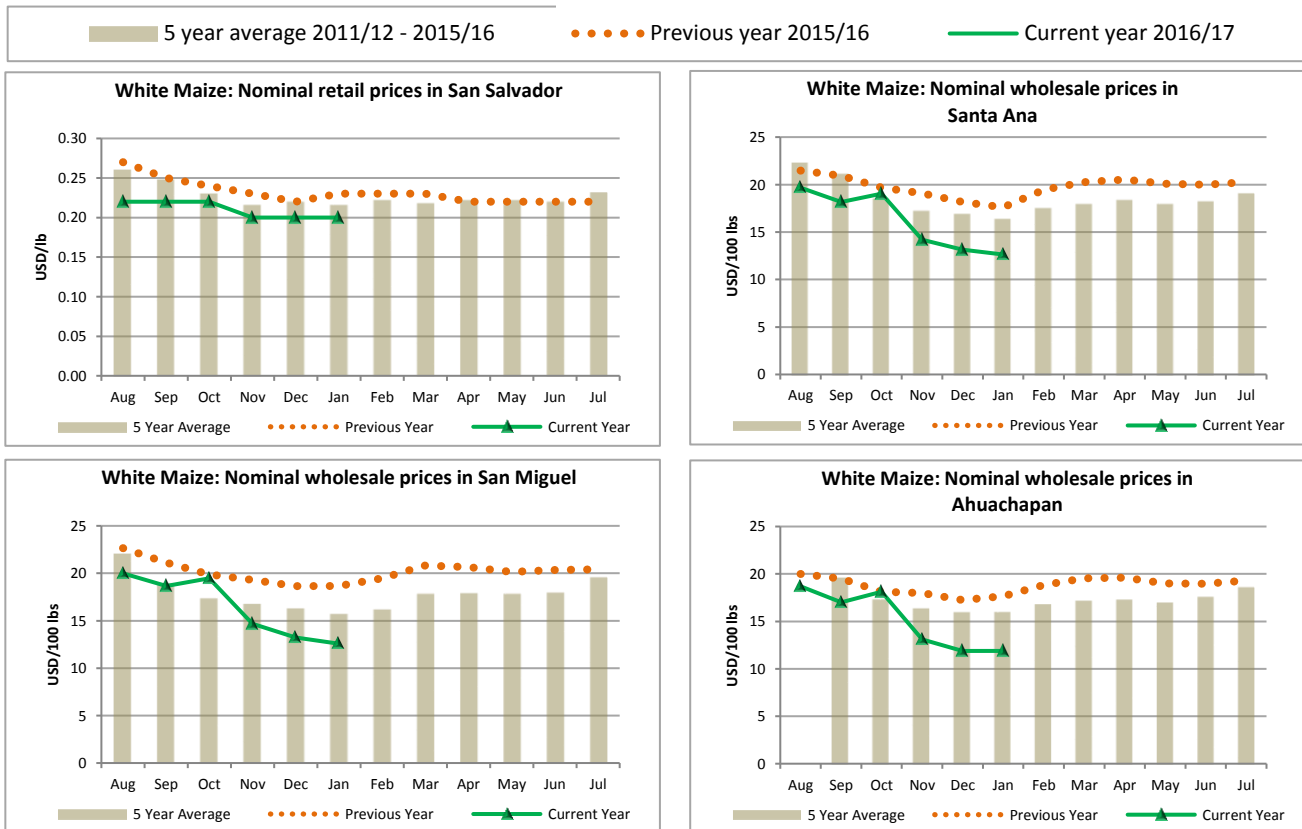 5 year average 2011/12 - 2015/16 Previous year 2015/16 Current year 2016/17
White Maize: Nominal retail prices in San Salvador
USD/lb
0.30
0.25
0.20
0.15
0.10
0.05
0.00
Aug Sep Oct Nov Dec Jan Feb Mar Apr May Jun Jul
5 Year Average Previous Year Current Year
White Maize: Nominal wholesale prices in
Santa Ana
USD/100 lbs
25
20
15
10
5
0
Aug Sep Oct Nov Dec Jan Feb Mar Apr May Jun Jul
5 Year Average Previous Year Current Year
White Maize: Nominal wholesale prices in San Miguel
USD/100 lbs
25
20
15
10
5
0
Aug Sep Oct Nov Dec Jan Feb Mar Apr May Jun Jul
5 Year Average Previous Year Current Year
White Maize: Nominal wholesale prices in
Ahuachapan
USD/100 lbs
25
20
15
10
5
0
Aug Sep Oct Nov Dec Jan Feb Mar Apr May Jun Jul
5 Year Average Previous Year Current Year